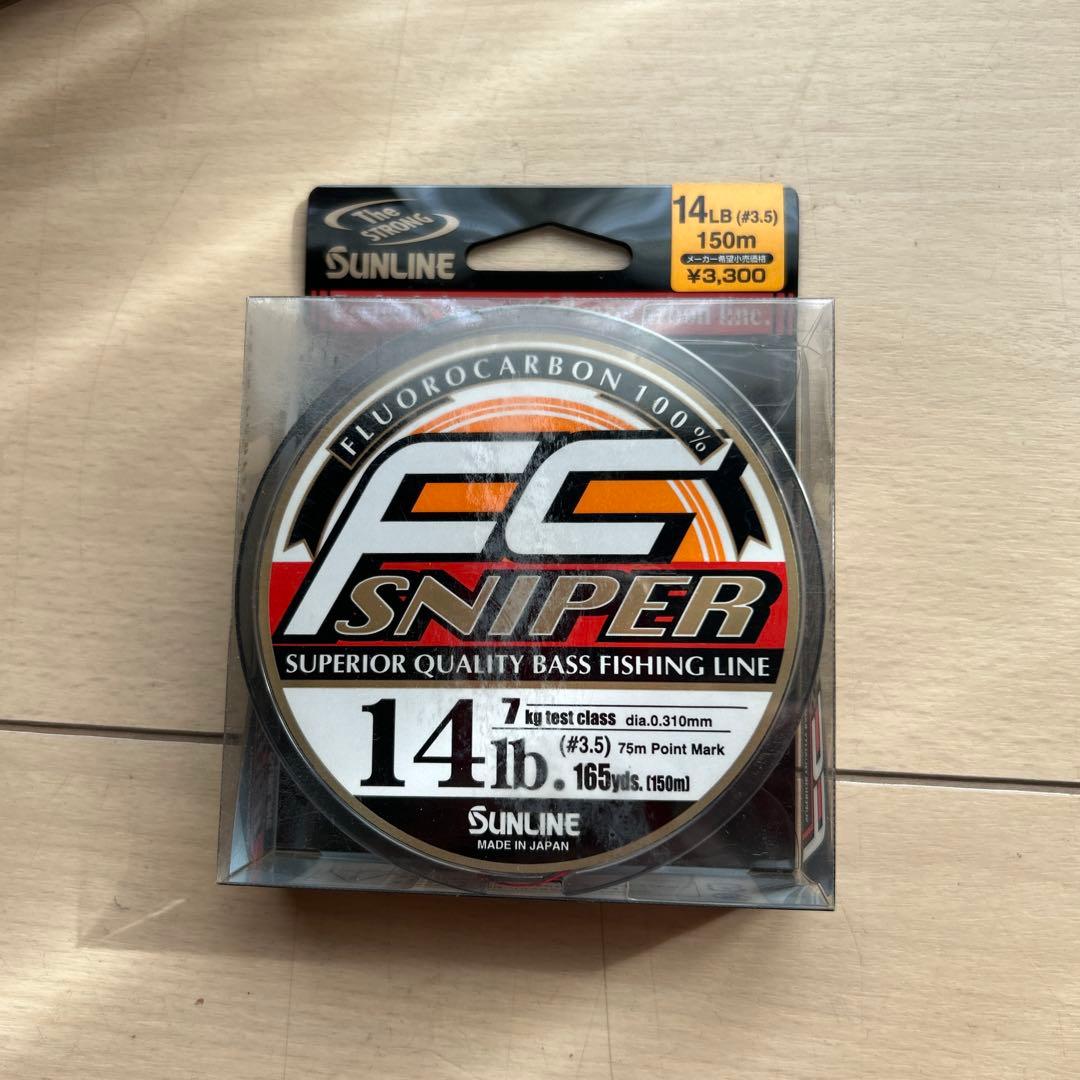 The
STRONG
SUNLINE
14LB (#3.5)
150m
メーカー希望小売価格
¥3,300
FLUOROCARBON 100%
FC
SNIPER
SUPERIOR QUALITY BASS FISHING LINE
7kg test class dia.0.310mm
14lb. (#3.5) 75m Point Mark
165yds. (150m)
SUNLINE
MADE IN JAPAN